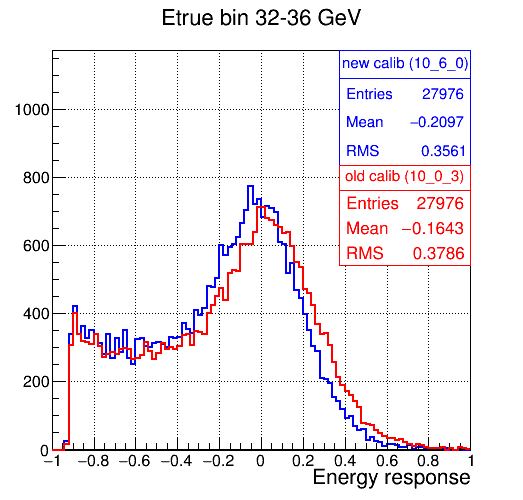 Etrue bin 32-36 GeV
new calib (10_6_0)
Entries 27976
Mean −0.2097
RMS 0.3561
old calib (10_0_3)
Entries 27976
Mean −0.1643
RMS 0.3786
1000
800
600
400
200
0
−1 −0.8 −0.6 −0.4 −0.2 0 0.2 0.4 0.6 0.8 1
Energy response